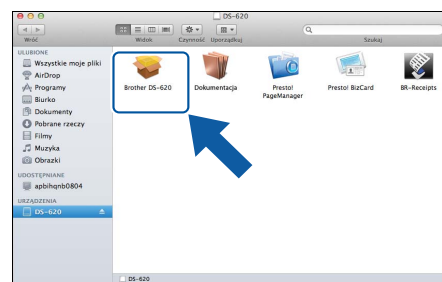 DS-620
Wróć
Widok
Czynność
Uporządkuj
Szukaj
ULUBIONE
Wszystkie moje pliki
AirDrop
Programy
Biurko
Dokumenty
Pobrane rzeczy
Filmy
Muzyka
Obrazki
UDOSTĘPNIANE
apbihqnb0804
URZĄDZENIA
DS-620
Brother DS-620
Dokumentacja
Presto!
PageManager
Presto! BizCard
BR-Receipts
DS-620